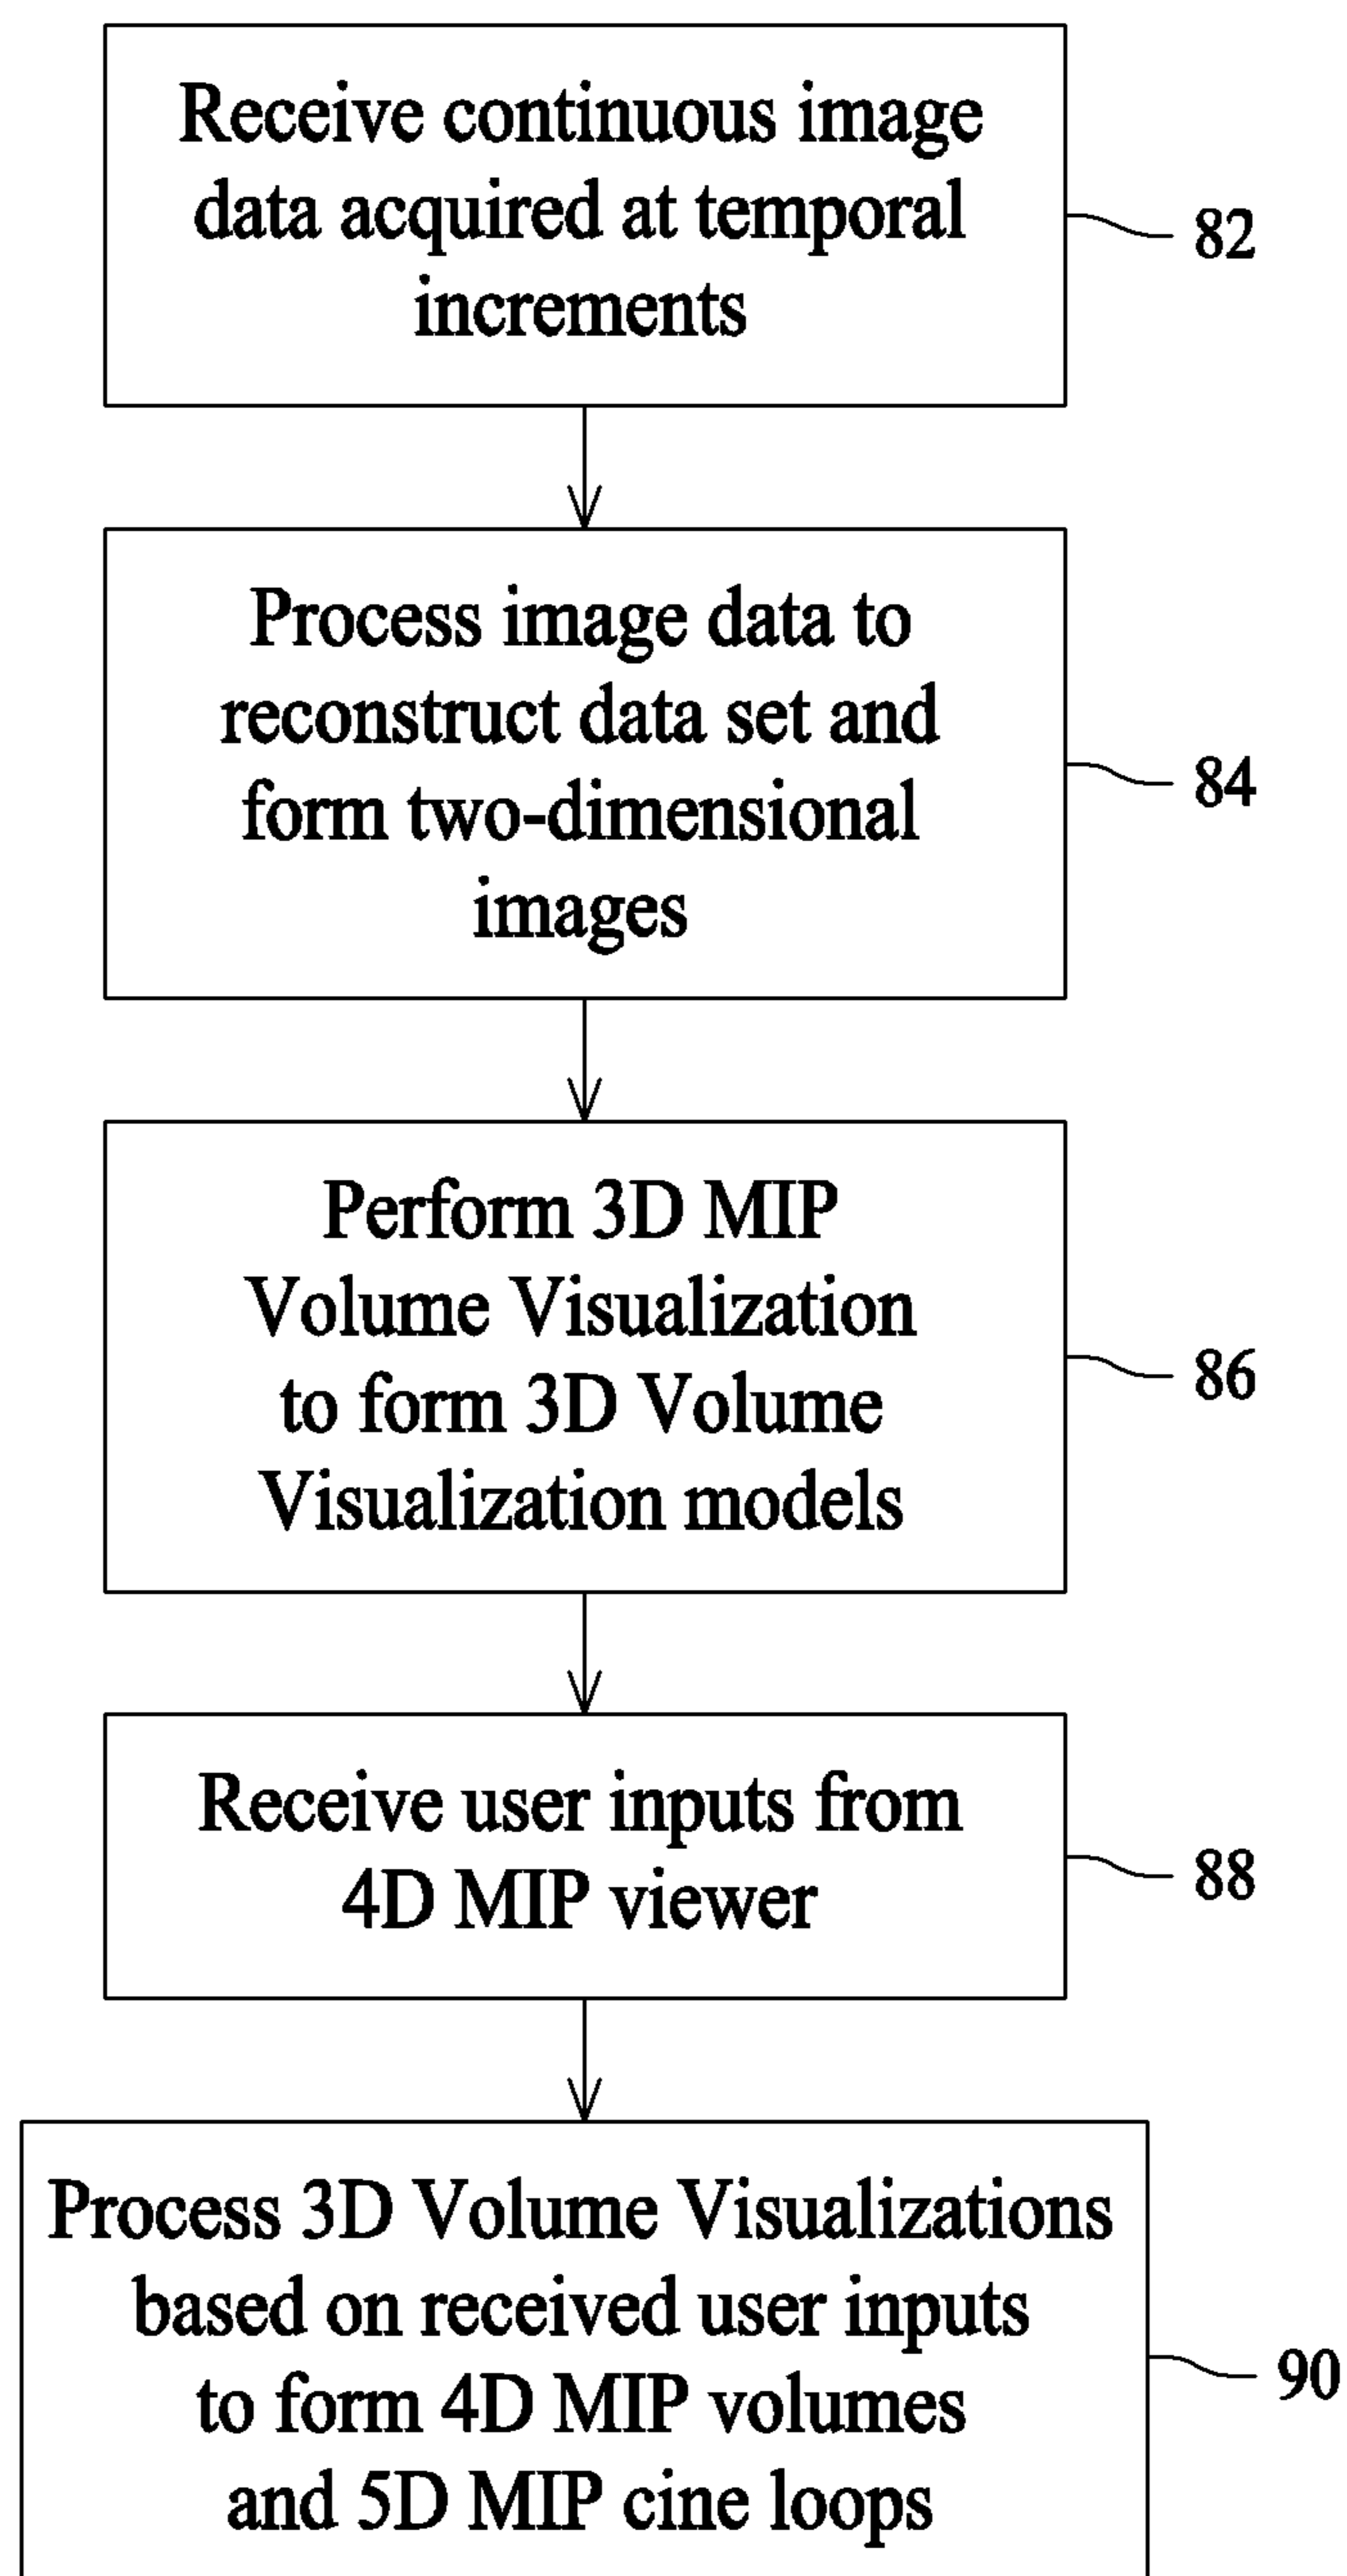 Receive continuous image
data acquired at temporal
increments
82
Process image data to
reconstruct data set and
form two-dimensional
images
84
Perform 3D MIP
Volume Visualization
to form 3D Volume
Visualization models
86
Receive user inputs from
4D MIP viewer
88
Process 3D Volume Visualizations
based on received user inputs
to form 4D MIP volumes
and 5D MIP cine loops
90